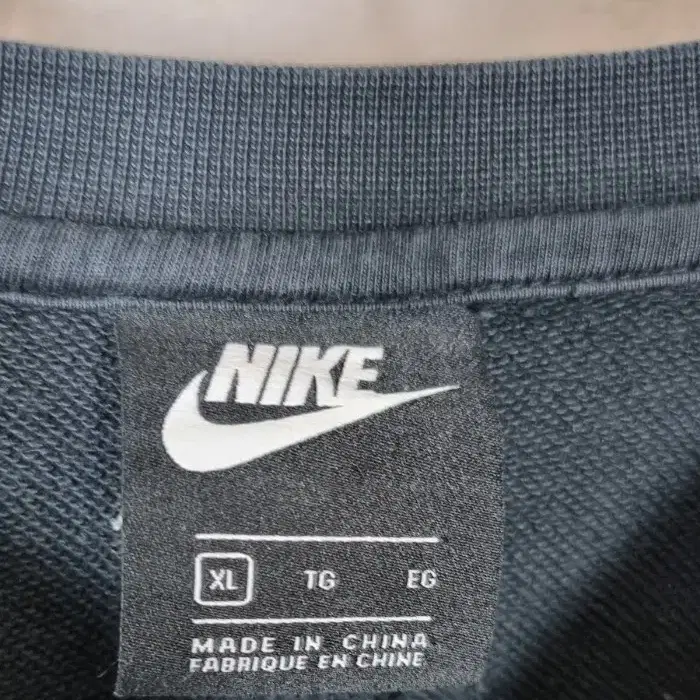 NIKE
XL TG EG
MADE IN CHINA
FABRIQUE EN CHINE